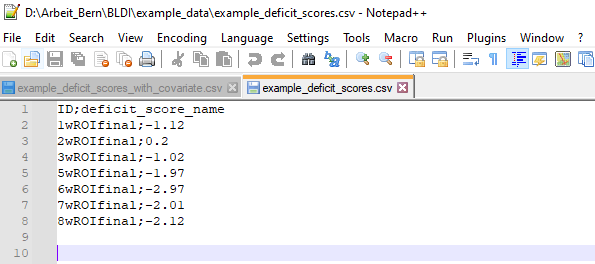 D:\Arbeit_Bern\BLDI\example_data\example_deficit_scores.csv - Notepad++
File Edit Search View Encoding Language Settings Tools Macro Run Plugins Window ?
example_deficit_scores_with_covariate.csv example_deficit_scores.csv
1 ID;deficit_score_name
2 1wROIfinal;-1.12
3 2wROIfinal;0.2
4 3wROIfinal;-1.02
5 5wROIfinal;-1.97
6 6wROIfinal;-2.97
7 7wROIfinal;-2.01
8 8wROIfinal;-2.12
9
10